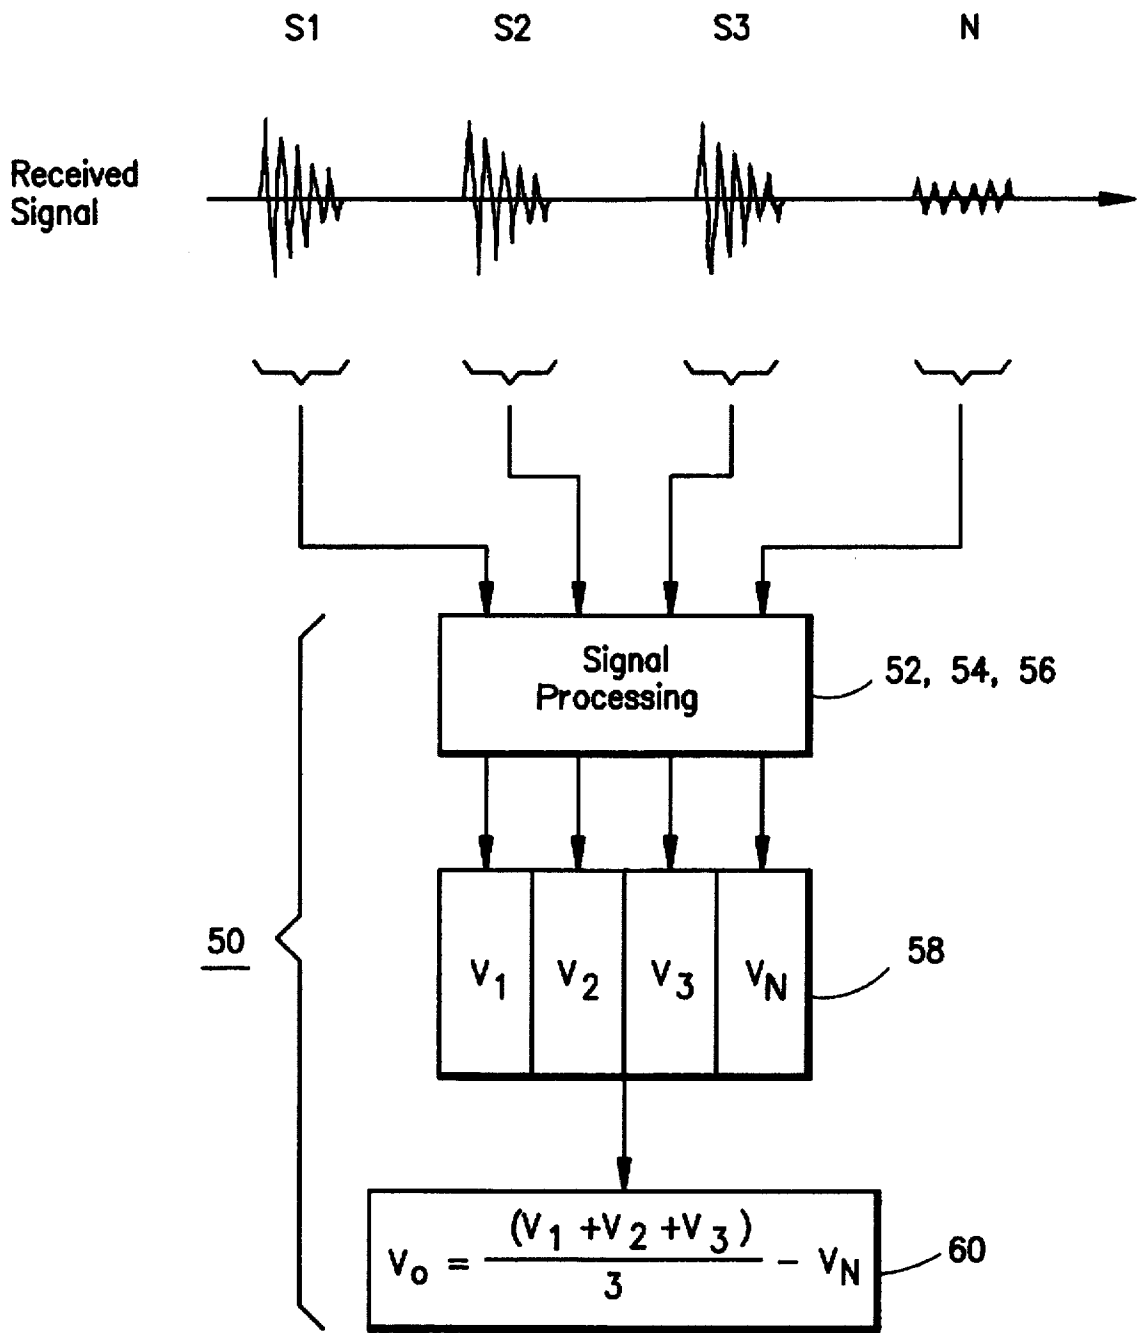 S1 S2 S3 N
Received
Signal
Signal
Processing
52, 54, 56
50
V1 V2 V3 VN
58
Vo = (V1 +V2 +V3 ) / 3 - VN
60